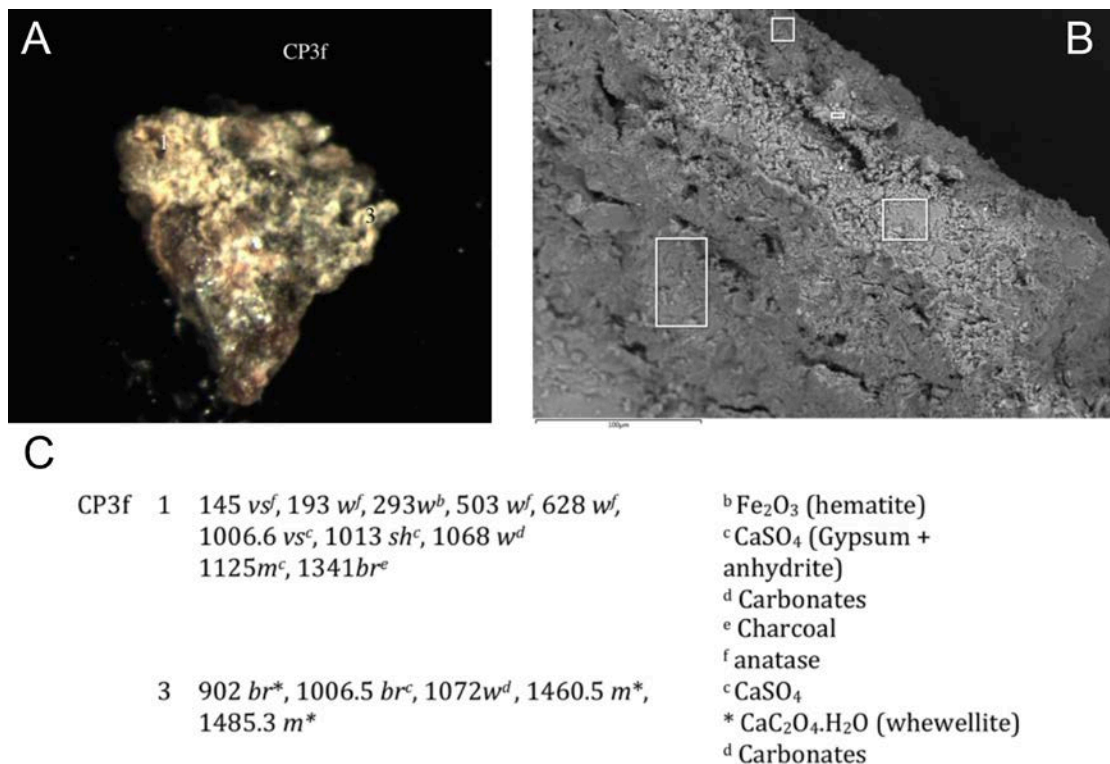 A
CP3f
1
3
B
100µm
C
CP3f 1 145 vsᶠ, 193 wᶠ, 293wᵇ, 503 wᶠ, 628 wᶠ,
1006.6 vsᶜ, 1013 shᶜ, 1068 wᵈ
1125mᶜ, 1341brᵉ
ᵇ Fe₂O₃ (hematite)
ᶜ CaSO₄ (Gypsum +
anhydrite)
ᵈ Carbonates
ᵉ Charcoal
ᶠ anatase
3 902 br*, 1006.5 brᶜ, 1072wᵈ, 1460.5 m*,
1485.3 m*
ᶜ CaSO₄
* CaC₂O₄.H₂O (whewellite)
ᵈ Carbonates